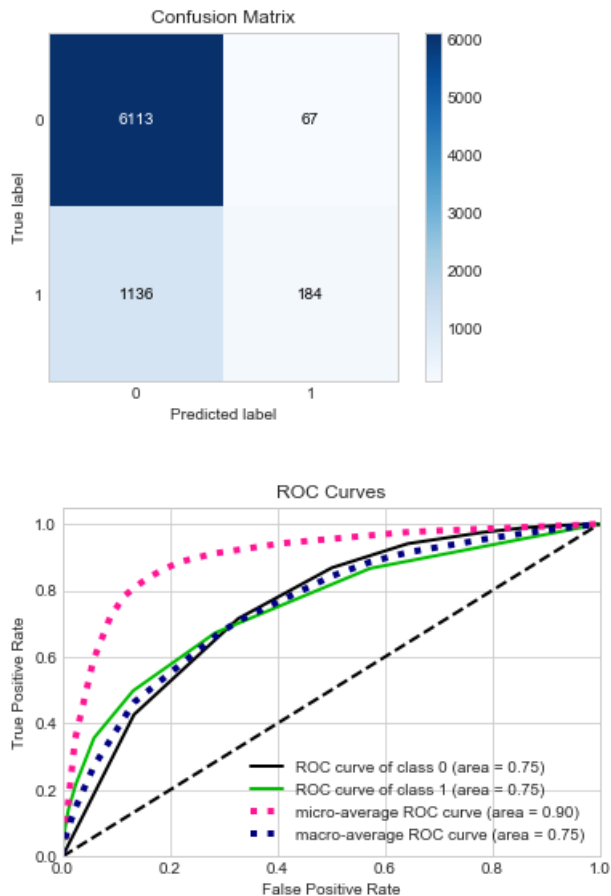 Confusion Matrix
6000
0
6113
67
5000
4000
True label
3000
1
1136
184
2000
1000
0
1
Predicted label
ROC Curves
1.0
0.8
0.6
0.4
0.2
0.0
True Positive Rate
ROC curve of class 0 (area = 0.75)
ROC curve of class 1 (area = 0.75)
micro-average ROC curve (area = 0.90)
macro-average ROC curve (area = 0.75)
0.0 0.2 0.4 0.6 0.8 1.0
False Positive Rate